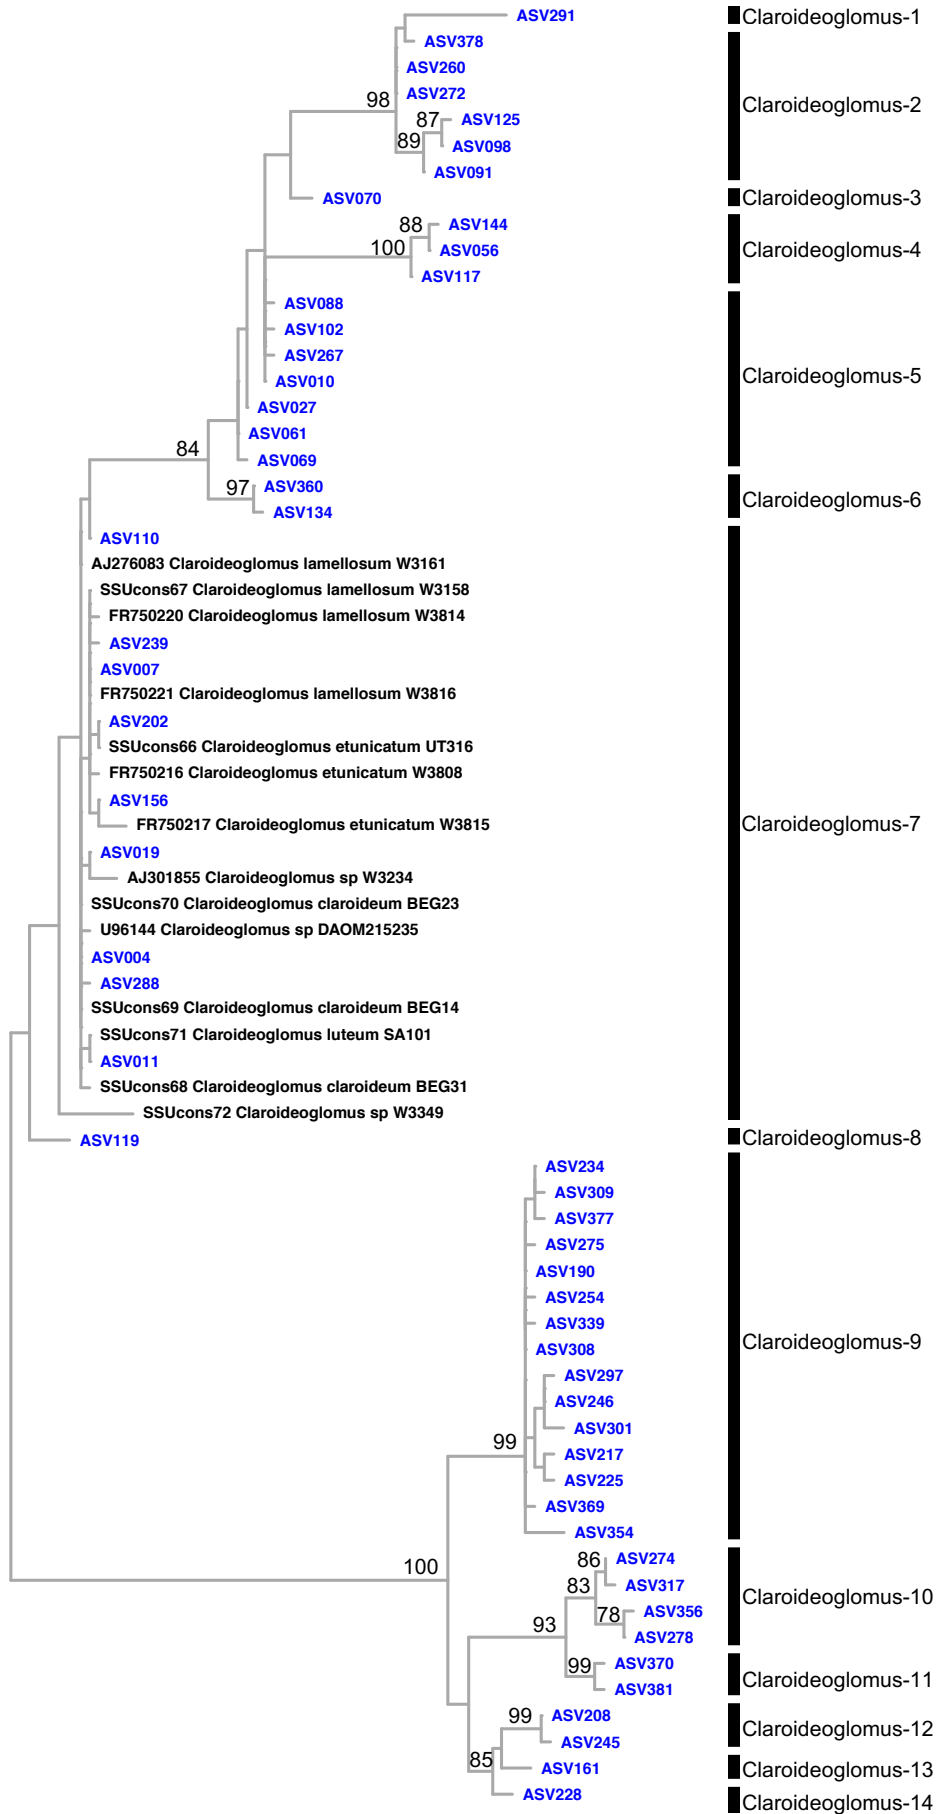 ASV291 Claroideoglomus-1
ASV378
ASV260
ASV272
98
Claroideoglomus-2
87 ASV125
89 ASV098
ASV091
ASV070 Claroideoglomus-3
88 ASV144
100 ASV056 Claroideoglomus-4
ASV117
ASV088
ASV102
ASV267
Claroideoglomus-5
ASV010
ASV027
ASV061
84 ASV069
97 ASV360
Claroideoglomus-6
ASV134
ASV110
AJ276083 Claroideoglomus lamellosum W3161
SSUcons67 Claroideoglomus lamellosum W3158
FR750220 Claroideoglomus lamellosum W3814
ASV239
ASV007
FR750221 Claroideoglomus lamellosum W3816
ASV202
SSUcons66 Claroideoglomus etunicatum UT316
FR750216 Claroideoglomus etunicatum W3808
ASV156
FR750217 Claroideoglomus etunicatum W3815 Claroideoglomus-7
ASV019
AJ301855 Claroideoglomus sp W3234
SSUcons70 Claroideoglomus claroideum BEG23
U96144 Claroideoglomus sp DAOM215235
ASV004
ASV288
SSUcons69 Claroideoglomus claroideum BEG14
SSUcons71 Claroideoglomus luteum SA101
ASV011
SSUcons68 Claroideoglomus claroideum BEG31
SSUcons72 Claroideoglomus sp W3349
ASV119 Claroideoglomus-8
ASV234
ASV309
ASV377
ASV275
ASV190
ASV254
ASV339
ASV308 Claroideoglomus-9
ASV297
ASV246
ASV301
99 ASV217
ASV225
ASV369
ASV354
100
86 ASV274
83 ASV317
Claroideoglomus-10
78 ASV356
93 ASV278
99 ASV370
Claroideoglomus-11
ASV381
99 ASV208
Claroideoglomus-12
ASV245
85 ASV161 Claroideoglomus-13
ASV228 Claroideoglomus-14